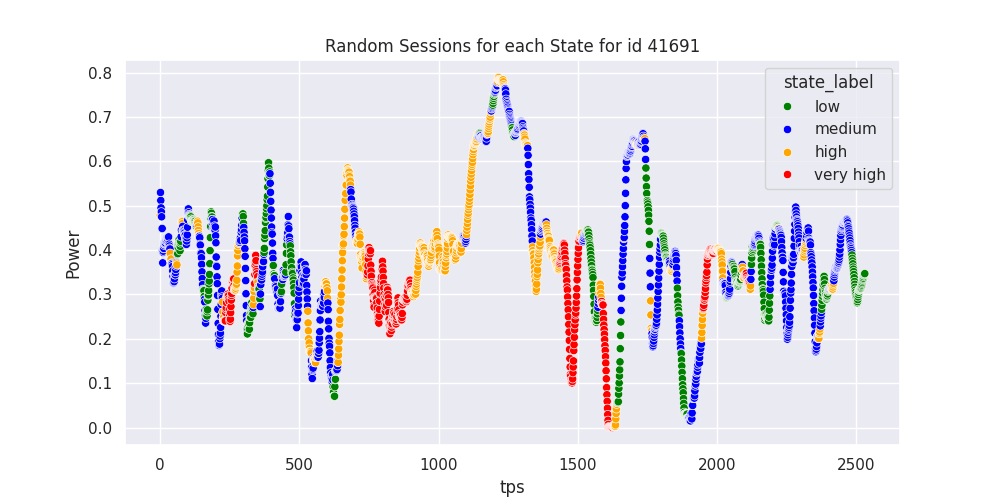 Random Sessions for each State for id 41691
0.8
0.7
0.6
0.5
0.4
0.3
0.2
0.1
0.0
Power
state_label
low
medium
high
very high
0 500 1000 1500 2000 2500
tps